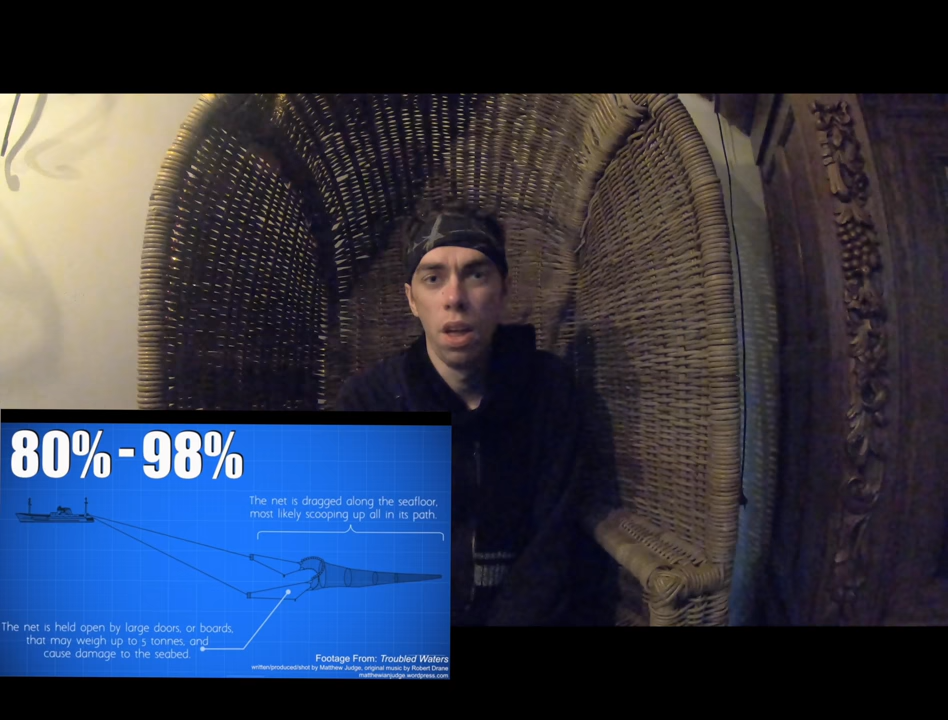 80%-98%
The net is dragged along the seafloor,
most likely scooping up all in its path.
The net is held open by large doors, or boards,
that may weigh up to 5 tonnes, and
cause damage to the seabed.
Footage From: Troubled Waters
written/produced/shot by Matthew Judge, original music by Robert Drane
matthewianjudge.wordpress.com